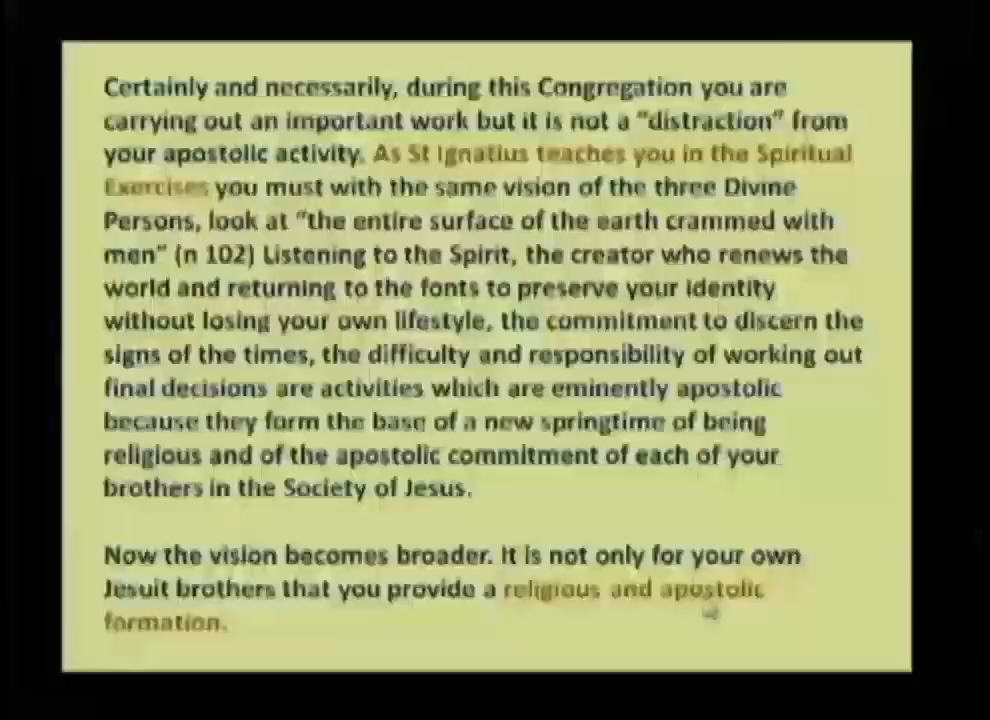 Certainly and necessarily, during this Congregation you are
carrying out an important work but it is not a "distraction" from
your apostolic activity. As St Ignatius teaches you in the Spiritual
Exercises you must with the same vision of the three Divine
Persons, look at "the entire surface of the earth crammed with
men" (n 102) Listening to the Spirit, the creator who renews the
world and returning to the fonts to preserve your identity
without losing your own lifestyle, the commitment to discern the
signs of the times, the difficulty and responsibility of working out
final decisions are activities which are eminently apostolic
because they form the base of a new springtime of being
religious and of the apostolic commitment of each of your
brothers in the Society of Jesus.
Now the vision becomes broader. It is not only for your own
Jesuit brothers that you provide a religious and apostolic
formation.